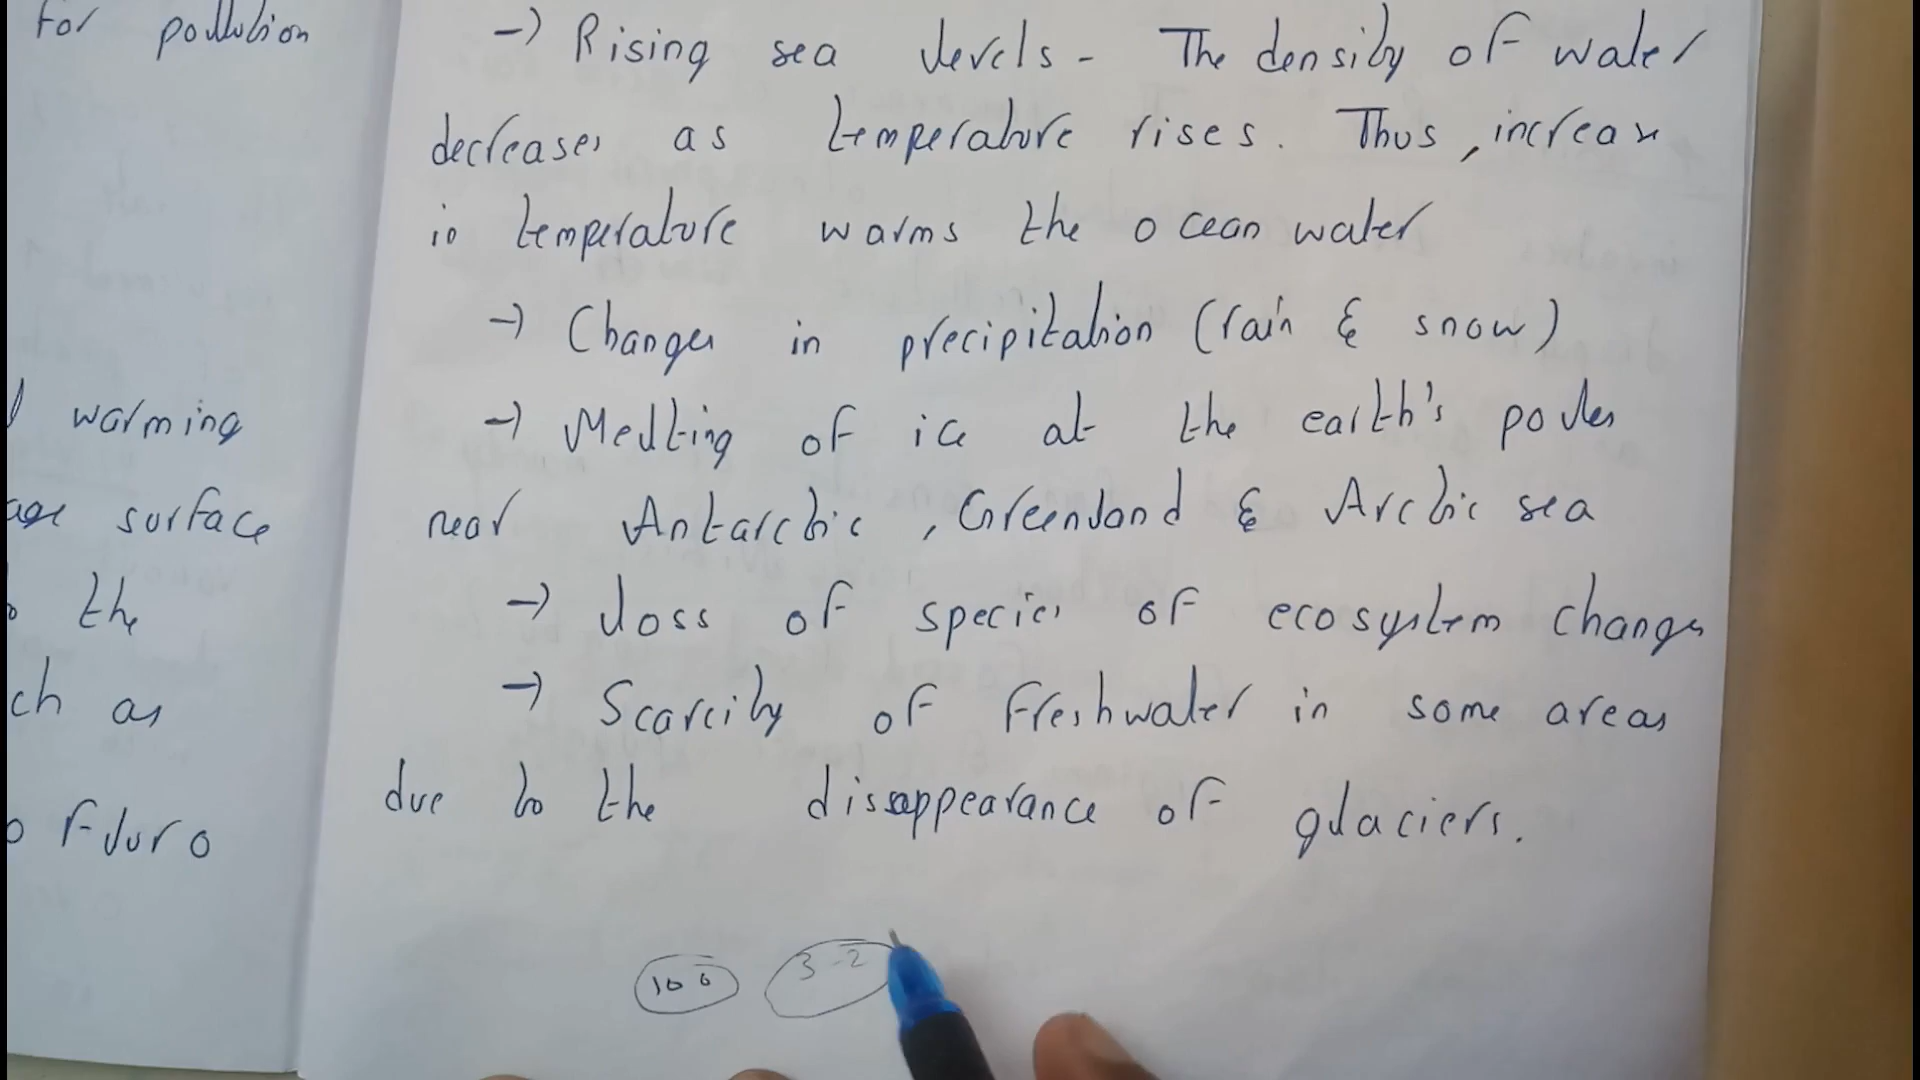 For pollution
warming
surface
the
ch as
Fluro
→ Rising sea levels - The density of water
decreases as temperature rises. Thus, increase
in temperature warms the ocean water
→ Changes in precipitation (rain & snow)
→ Melting of ice at the earth's poles
near Antarctic, Greenland & Arctic sea
→ loss of species of ecosystem changes
→ Scarcity of freshwater in some areas
due to the disappearance of glaciers.
100 3-2